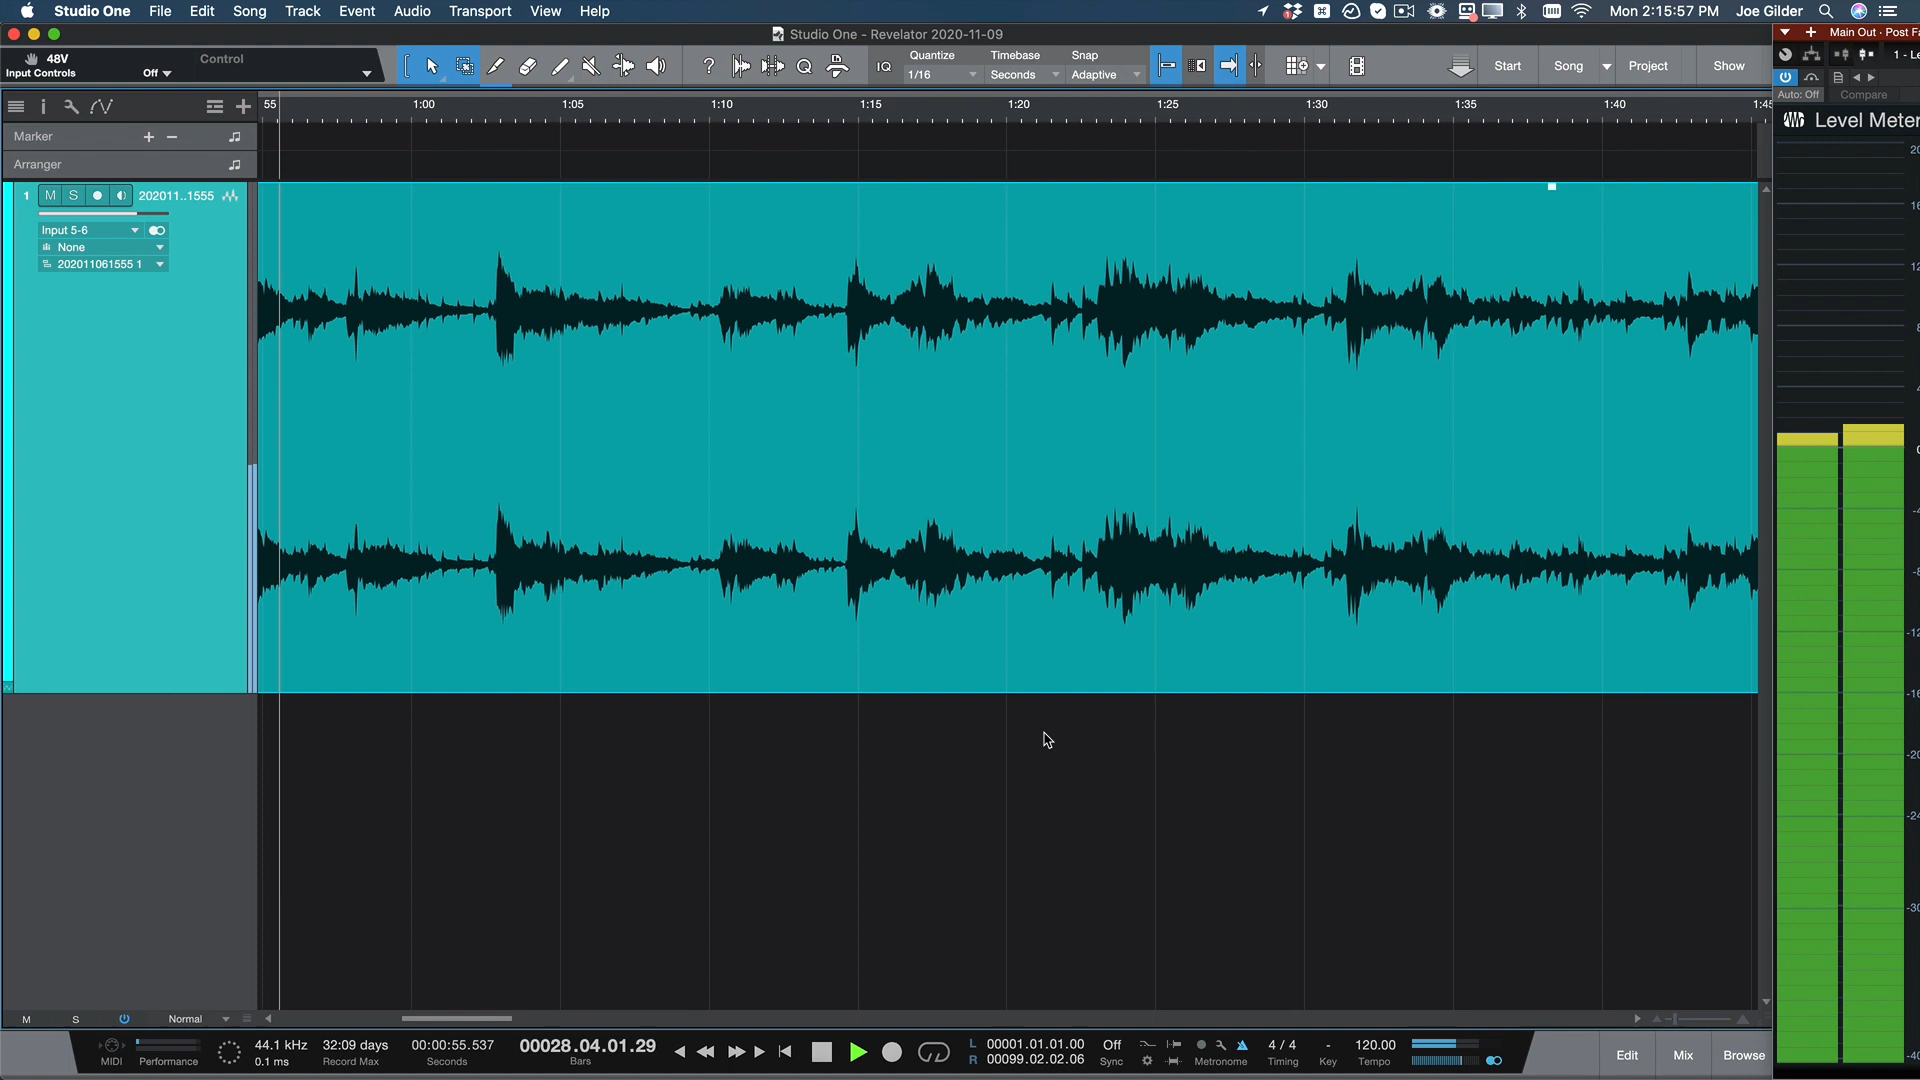 Studio One File Edit Song Track Event Audio Transport View Help
Mon 2:15:57 PM Joe Gilder
Studio One - Revelator 2020-11-09
Main Out · Post Fa
48V
Input Controls
Off
Control
Quantize
1/16
Timebase
Seconds
Snap
Adaptive
IQ
Start Song Project Show
1 - Le
Auto: Off Compare
Level Meter
55 1:00 1:05 1:10 1:15 1:20 1:25 1:30 1:35 1:40 1:45
Marker
Arranger
1 M S 202011..1555
Input 5-6
None
202011061555 1
M S Normal
MIDI
Performance
44.1 kHz
0.1 ms
32:09 days
Record Max
00:00:55.537
Seconds
00028.04.01.29
Bars
L 00001.01.01.00
R 00099.02.02.06
Off
Sync
Metronome
4 / 4
Timing
-
Key
120.00
Tempo
Edit Mix Browse